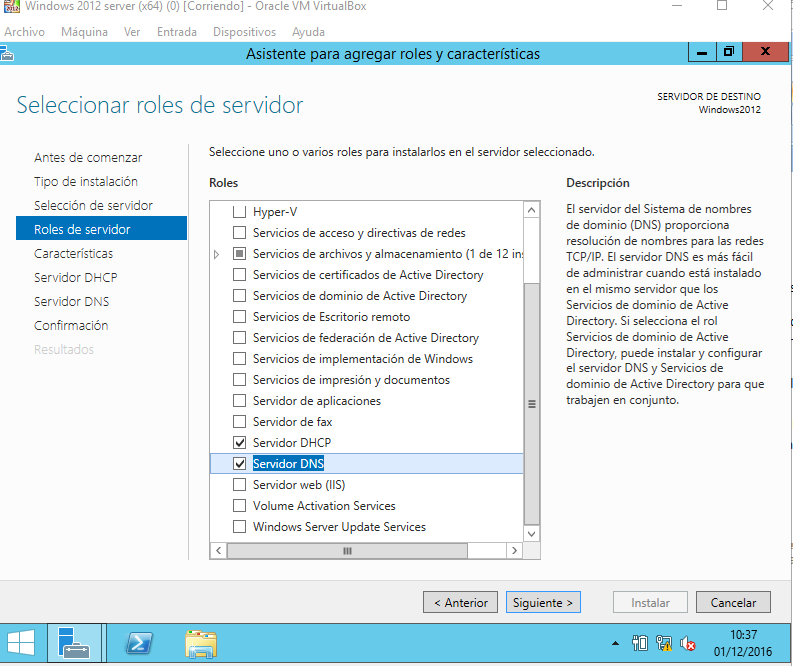 Windows 2012 server (x64) (0) [Corriendo] - Oracle VM VirtualBox
Archivo Máquina Ver Entrada Dispositivos Ayuda
Asistente para agregar roles y características
Seleccionar roles de servidor
SERVIDOR DE DESTINO
Windows2012
Antes de comenzar
Tipo de instalación
Selección de servidor
Roles de servidor
Características
Servidor DHCP
Servidor DNS
Confirmación
Resultados
Seleccione uno o varios roles para instalarlos en el servidor seleccionado.
Roles
Hyper-V
Servicios de acceso y directivas de redes
Servicios de archivos y almacenamiento (1 de 12 in
Servicios de certificados de Active Directory
Servicios de dominio de Active Directory
Servicios de Escritorio remoto
Servicios de federación de Active Directory
Servicios de implementación de Windows
Servicios de impresión y documentos
Servidor de aplicaciones
Servidor de fax
Servidor DHCP
Servidor DNS
Servidor web (IIS)
Volume Activation Services
Windows Server Update Services
Descripción
El servidor del Sistema de nombres
de dominio (DNS) proporciona
resolución de nombres para las redes
TCP/IP. El servidor DNS es más fácil
de administrar cuando está instalado
en el mismo servidor que los
Servicios de dominio de Active
Directory. Si selecciona el rol
Servicios de dominio de Active
Directory, puede instalar y configurar
el servidor DNS y Servicios de
dominio de Active Directory para que
trabajen en conjunto.
< Anterior
Siguiente >
Instalar
Cancelar
10:37
01/12/2016